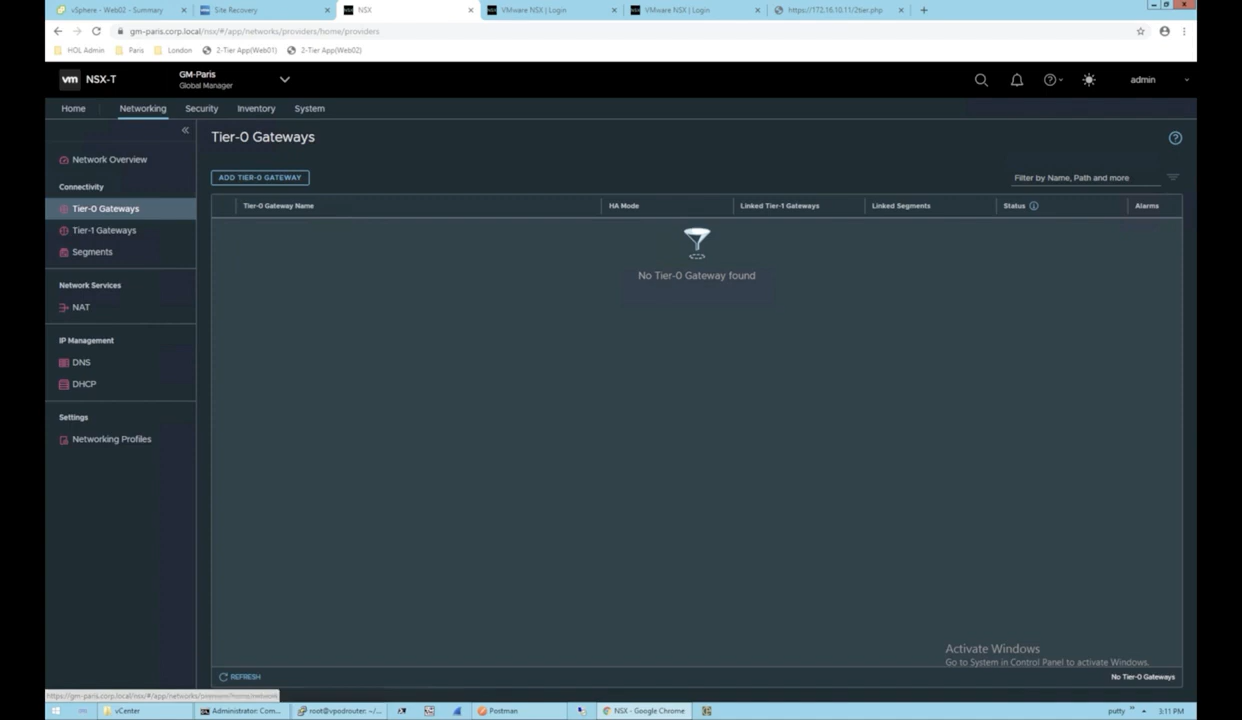 vSphere - Web02 - Summary
Site Recovery
NSX
VMware NSX | Login
VMware NSX | Login
https://172.16.10.11/2tier.php
gm-paris.corp.local/nsx/#/app/networks/providers/home/providers
HOL Admin
Paris
London
2-Tier App(Web01)
2-Tier App(Web02)
vm NSX-T
GM-Paris
Global Manager
admin
Home
Networking
Security
Inventory
System
Tier-0 Gateways
Network Overview
Connectivity
Tier-0 Gateways
Tier-1 Gateways
Segments
Network Services
NAT
IP Management
DNS
DHCP
Settings
Networking Profiles
ADD TIER-0 GATEWAY
Filter by Name, Path and more
Tier-0 Gateway Name
HA Mode
Linked Tier-1 Gateways
Linked Segments
Status
Alarms
No Tier-0 Gateway found
Activate Windows
Go to System in Control Panel to activate Windows.
REFRESH
No Tier-0 Gateways
vCenter
Administrator: Com...
root@vpodrouter: ~/...
Postman
NSX - Google Chrome
putty
3:11 PM